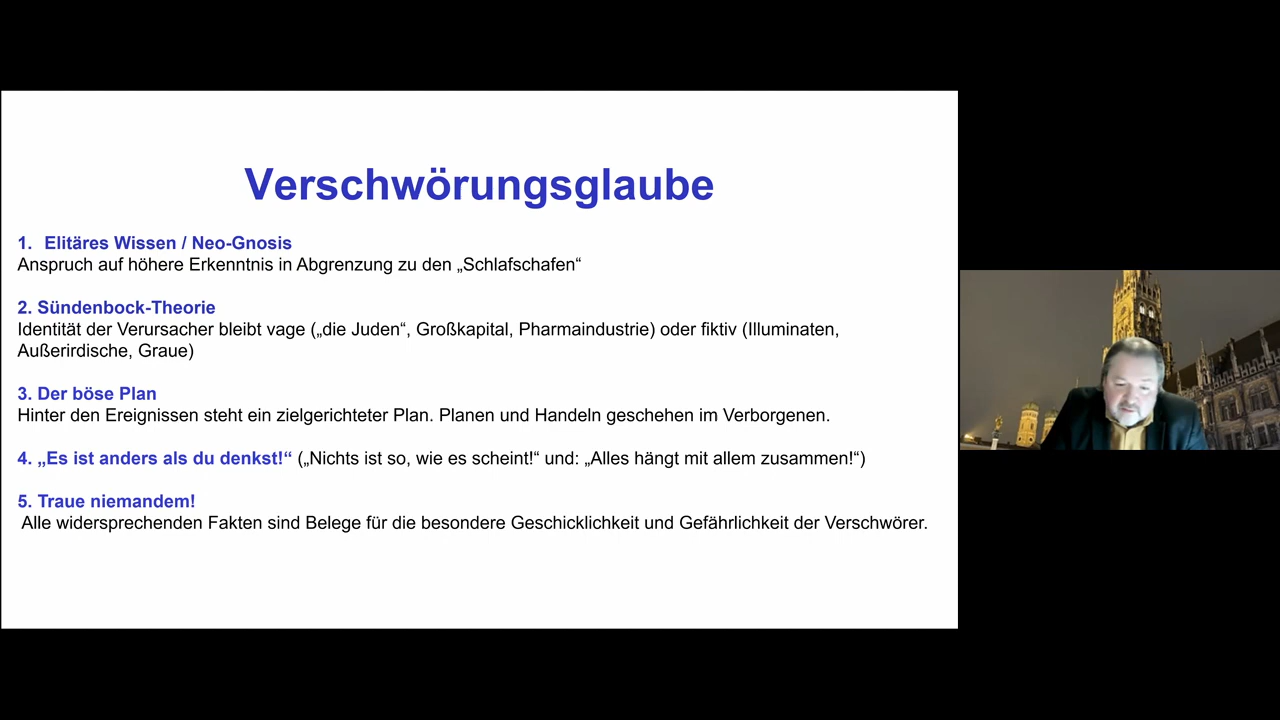 Verschwörungsglaube
1. Elitäres Wissen / Neo-Gnosis
Anspruch auf höhere Erkenntnis in Abgrenzung zu den „Schlafschafen“
2. Sündenbock-Theorie
Identität der Verursacher bleibt vage („die Juden“, Großkapital, Pharmaindustrie) oder fiktiv (Illuminaten,
Außerirdische, Graue)
3. Der böse Plan
Hinter den Ereignissen steht ein zielgerichteter Plan. Planen und Handeln geschehen im Verborgenen.
4. „Es ist anders als du denkst!“ („Nichts ist so, wie es scheint!“ und: „Alles hängt mit allem zusammen!“)
5. Traue niemandem!
Alle widersprechenden Fakten sind Belege für die besondere Geschicklichkeit und Gefährlichkeit der Verschwörer.